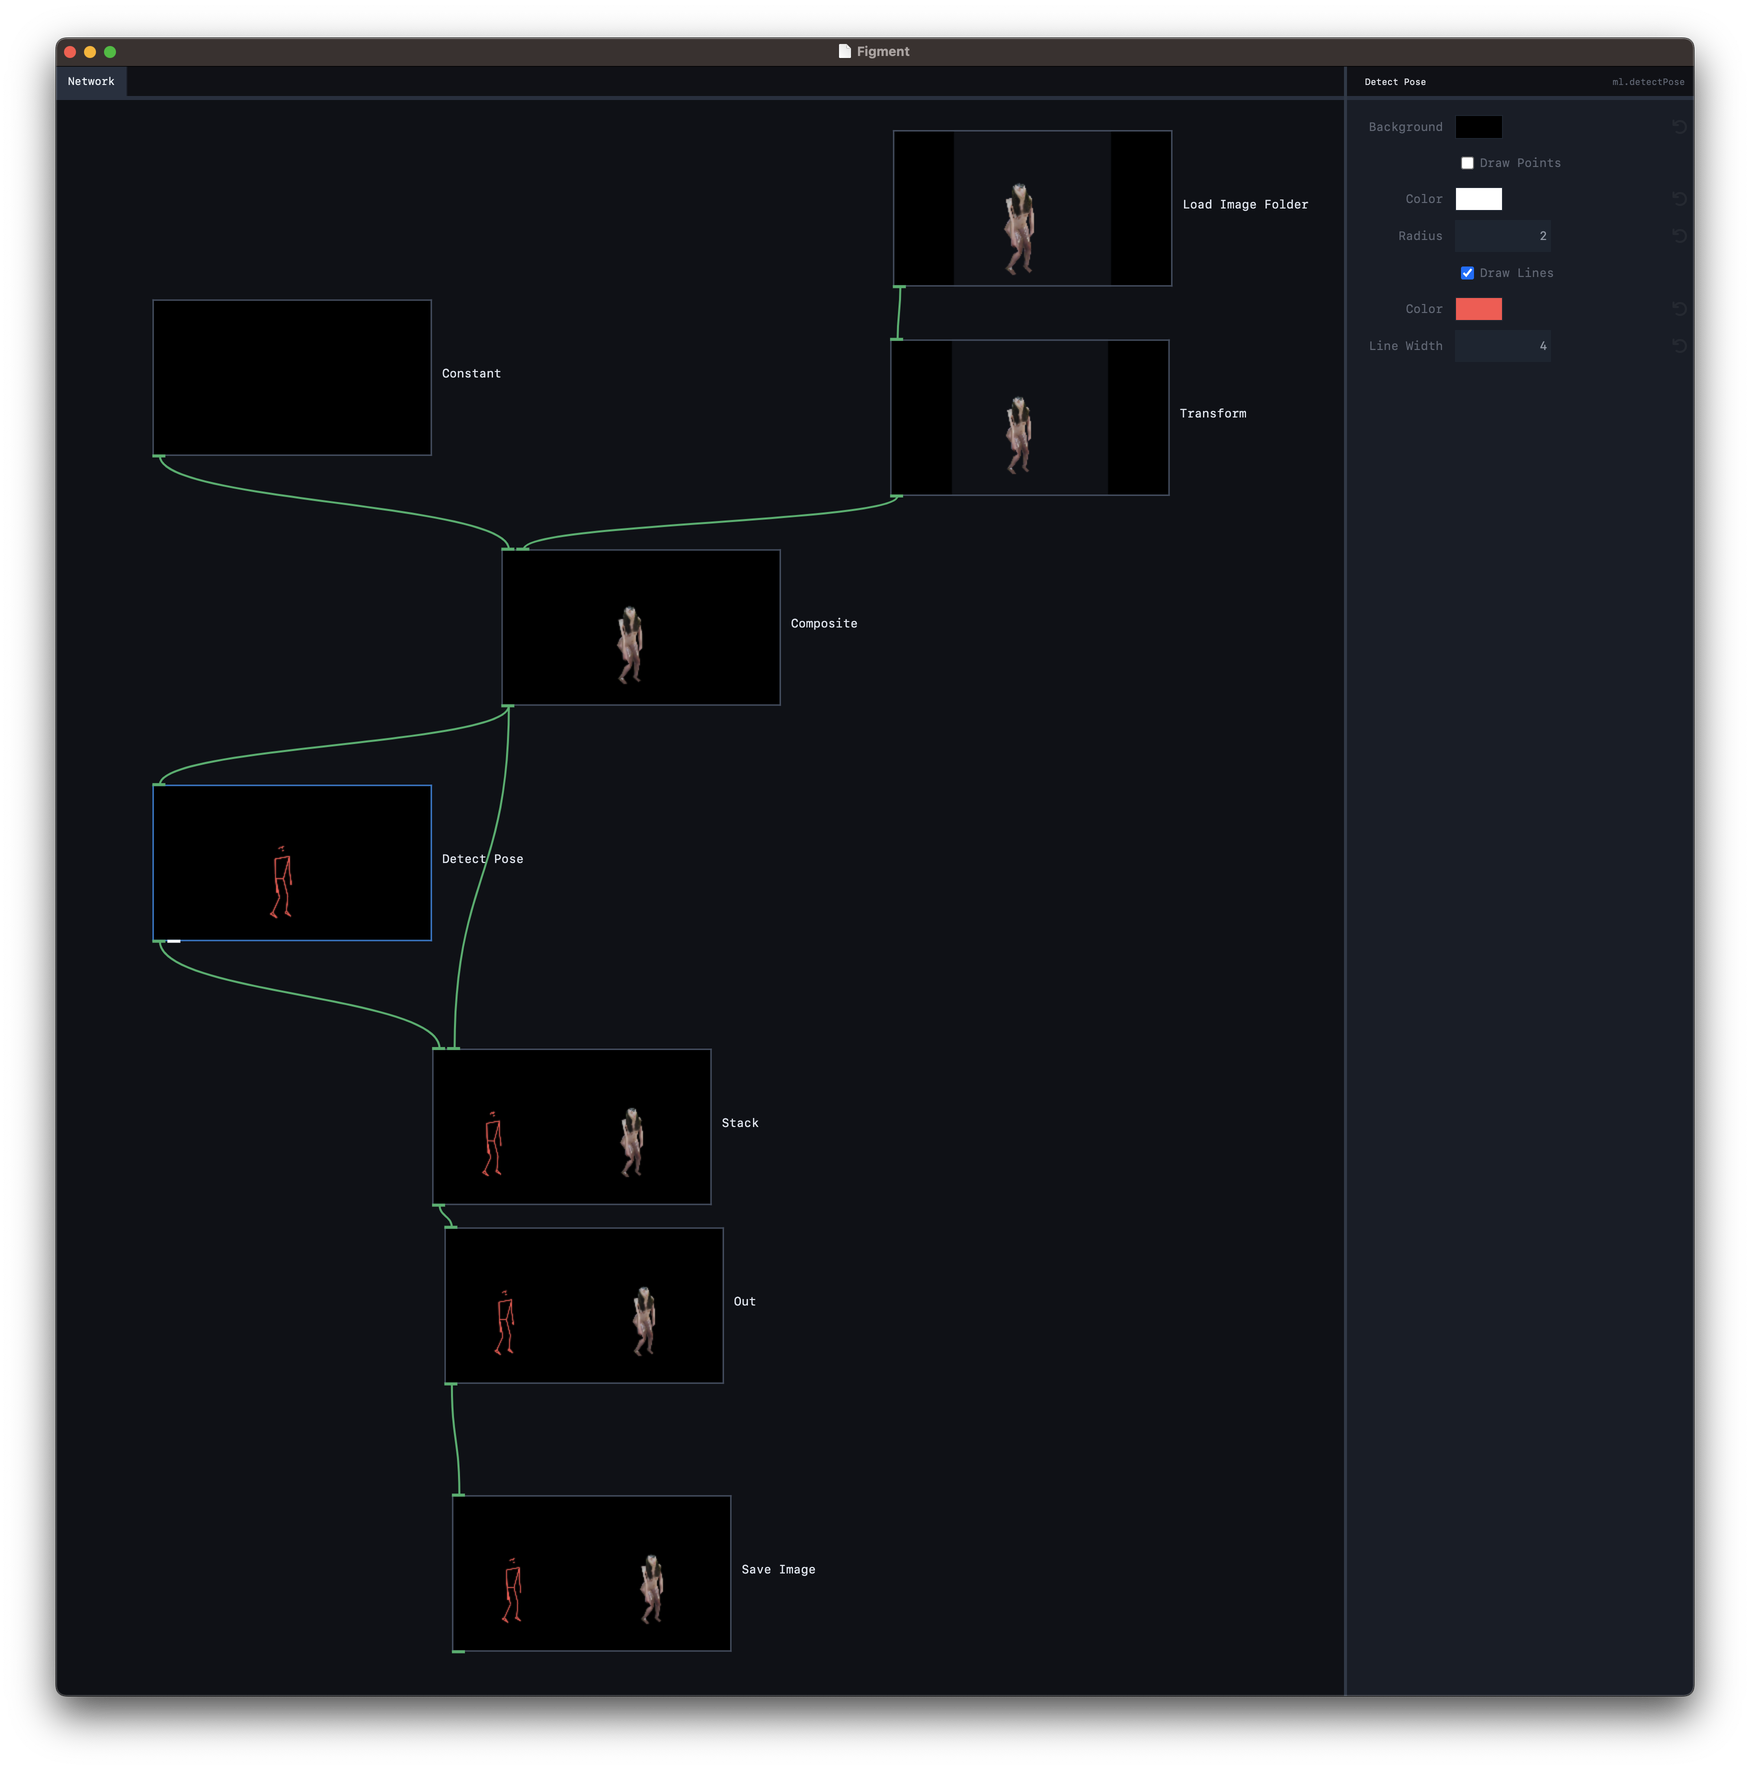 Figment
Network
Detect Pose
ml.detectPose
Background
Draw Points
Color
Radius
2
Draw Lines
Color
Line Width
4
Load Image Folder
Constant
Transform
Composite
Detect Pose
Stack
Out
Save Image